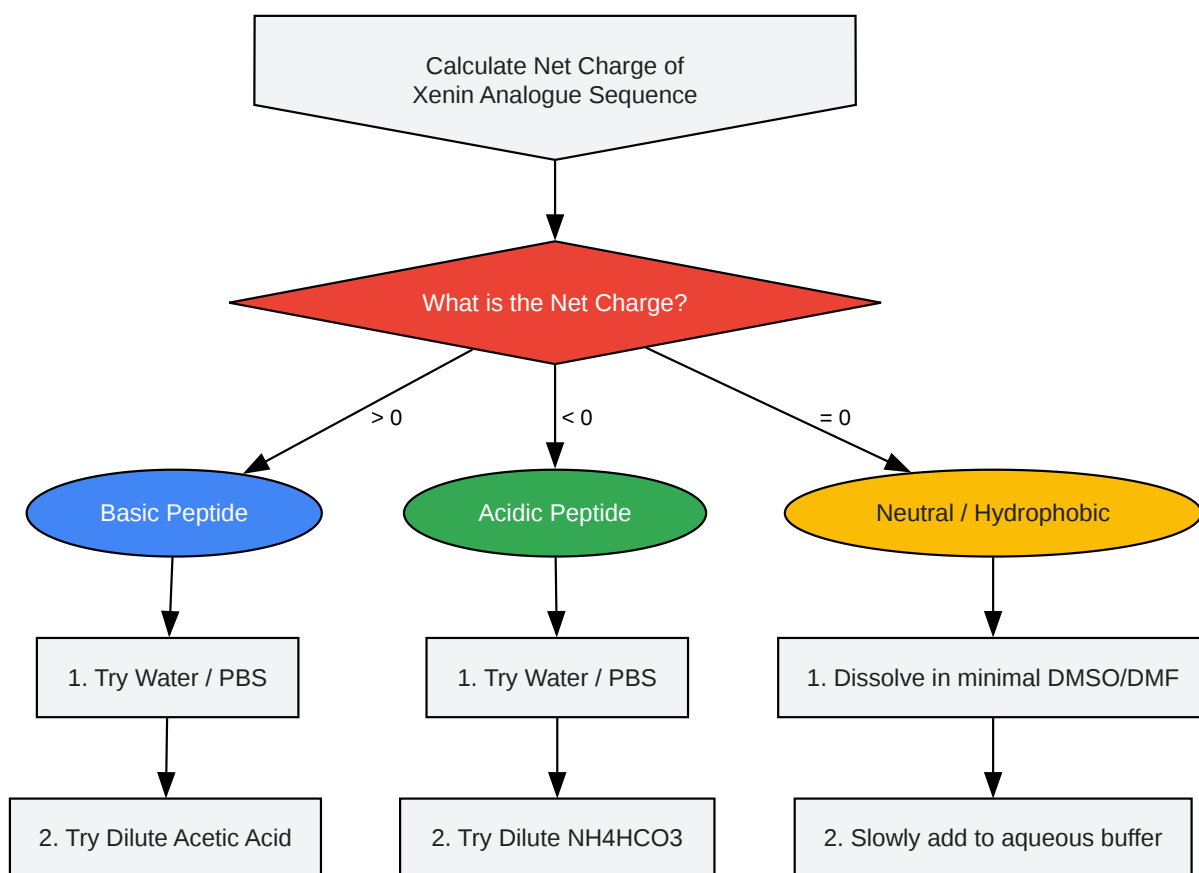 Calculate Net Charge of
Xenin Analogue Sequence
What is the Net Charge?
> 0
< 0
= 0
Basic Peptide
Acidic Peptide
Neutral / Hydrophobic
1. Try Water / PBS
1. Try Water / PBS
1. Dissolve in minimal DMSO/DMF
2. Try Dilute Acetic Acid
2. Try Dilute NH4HCO3
2. Slowly add to aqueous buffer